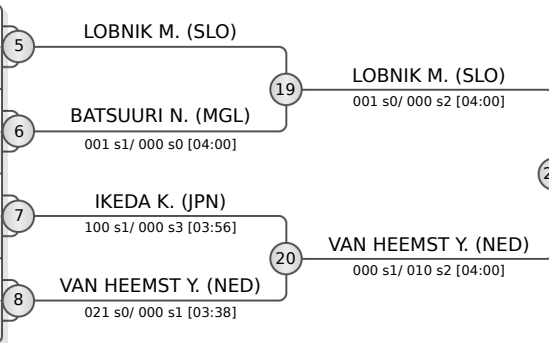 5
LOBNIK M. (SLO)
19
LOBNIK M. (SLO)
001 s0/ 000 s2 [04:00]
6
BATSUURI N. (MGL)
001 s1/ 000 s0 [04:00]
7
IKEDA K. (JPN)
100 s1/ 000 s3 [03:56]
20
VAN HEEMST Y. (NED)
000 s1/ 010 s2 [04:00]
8
VAN HEEMST Y. (NED)
021 s0/ 000 s1 [03:38]